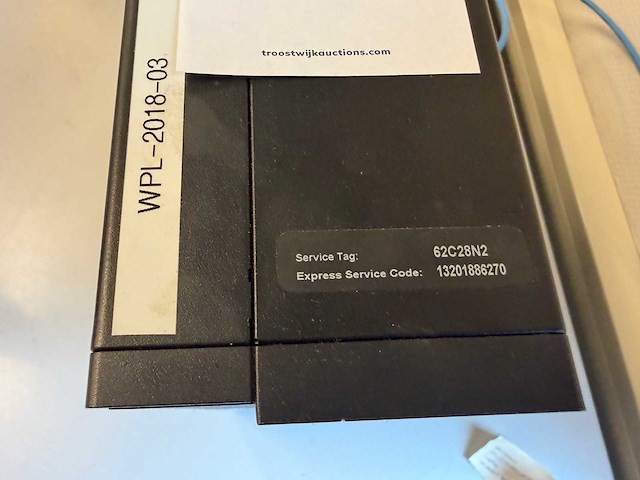 troostwijkauctions.com
WPL-2018-03
Service Tag: 62C28N2
Express Service Code: 13201886270